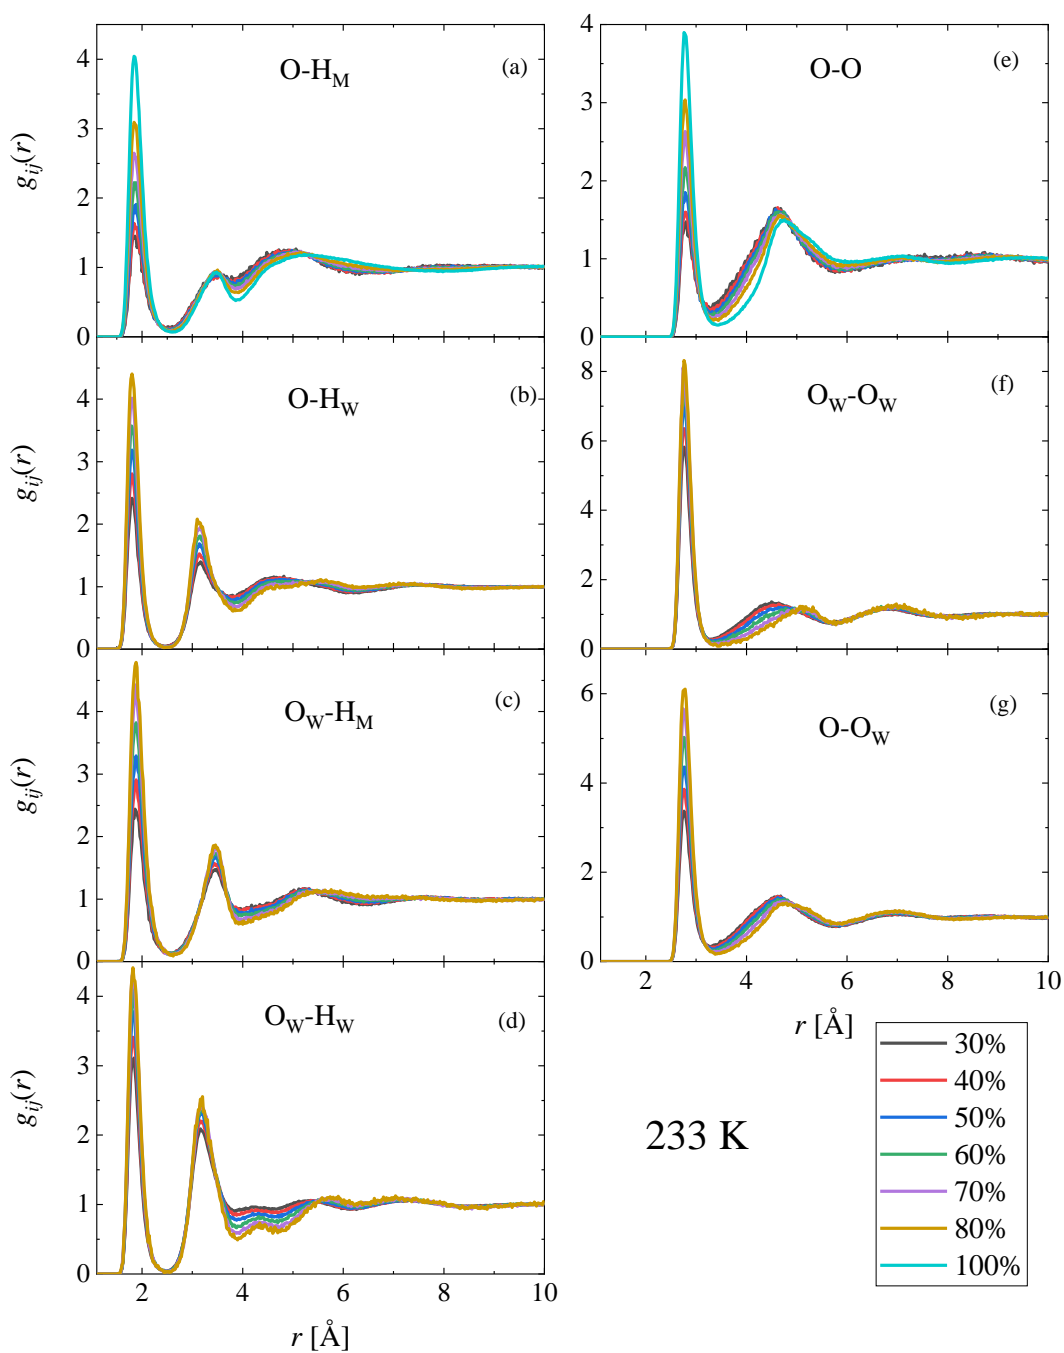 O-H_M
(a)
g_ij(r)
4
3
2
1
0
O-H_W
(b)
g_ij(r)
4
3
2
1
0
O_W-H_M
(c)
g_ij(r)
4
3
2
1
0
O_W-H_W
(d)
g_ij(r)
4
3
2
1
0
2 4 6 8 10
r [Å]
O-O
(e)
4
3
2
1
0
O_W-O_W
(f)
8
6
4
2
0
O-O_W
(g)
6
4
2
0
2 4 6 8 10
r [Å]
233 K
30%
40%
50%
60%
70%
80%
100%